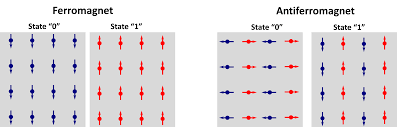 Ferromagnet
State “0” State “1”
Antiferromagnet
State “0” State “1”